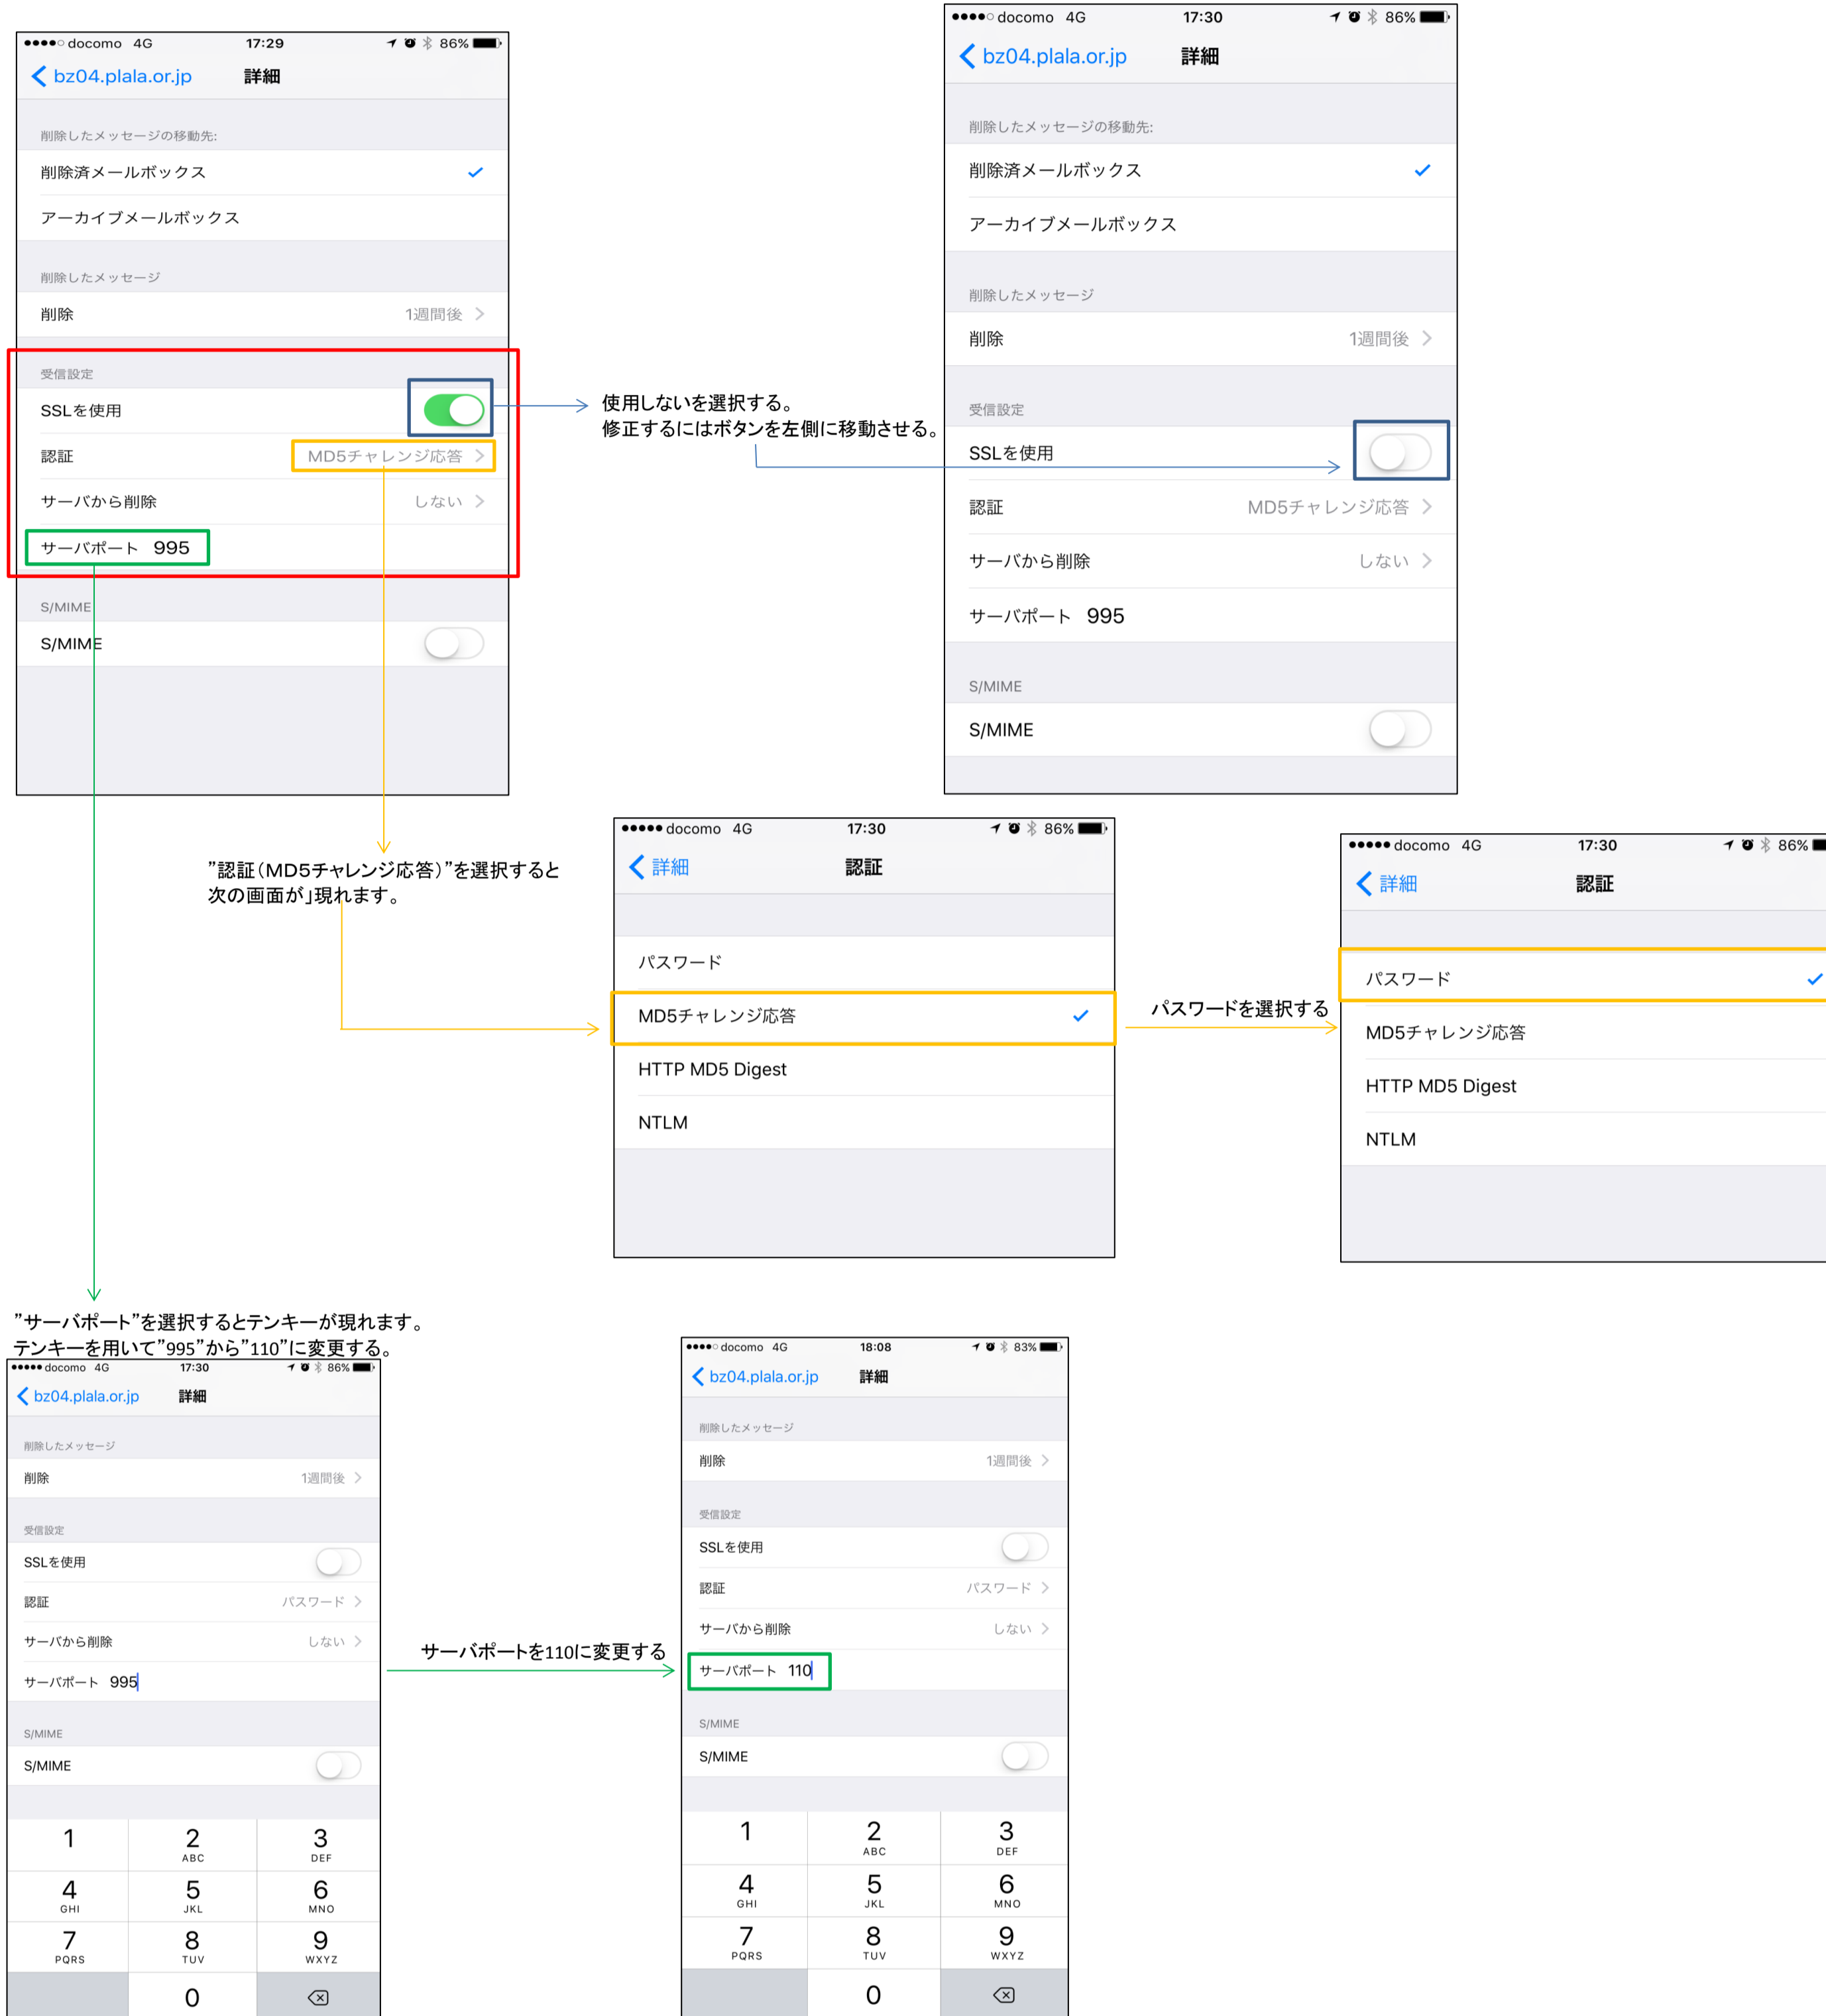 docomo 4G 17:29 86%
bz04.plala.or.jp 詳細
削除したメッセージの移動先:
削除済メールボックス
アーカイブメールボックス
削除したメッセージ
削除 1週間後
受信設定
SSLを使用
認証 MD5チャレンジ応答
サーバから削除 しない
サーバポート 995
S/MIME
S/MIME
使用しないを選択する。
修正するにはボタンを左側に移動させる。
docomo 4G 17:30 86%
bz04.plala.or.jp 詳細
削除したメッセージの移動先:
削除済メールボックス
アーカイブメールボックス
削除したメッセージ
削除 1週間後
受信設定
SSLを使用
認証 MD5チャレンジ応答
サーバから削除 しない
サーバポート 995
S/MIME
S/MIME
”認証(MD5チャレンジ応答)”を選択すると
次の画面が」現れます。
docomo 4G 17:30 86%
詳細 認証
パスワード
MD5チャレンジ応答
HTTP MD5 Digest
NTLM
パスワードを選択する
docomo 4G 17:30 86%
詳細 認証
パスワード
MD5チャレンジ応答
HTTP MD5 Digest
NTLM
”サーバポート”を選択するとテンキーが現れます。
テンキーを用いて”995”から”110”に変更する。
docomo 4G 17:30 86%
bz04.plala.or.jp 詳細
削除したメッセージ
削除 1週間後
受信設定
SSLを使用
認証 パスワード
サーバから削除 しない
サーバポート 995
S/MIME
S/MIME
1 2 3
ABC DEF
4 5 6
GHI JKL MNO
7 8 9
PQRS TUV WXYZ
0
サーバポートを110に変更する
docomo 4G 18:08 83%
bz04.plala.or.jp 詳細
削除したメッセージ
削除 1週間後
受信設定
SSLを使用
認証 パスワード
サーバから削除 しない
サーバポート 110
S/MIME
S/MIME
1 2 3
ABC DEF
4 5 6
GHI JKL MNO
7 8 9
PQRS TUV WXYZ
0